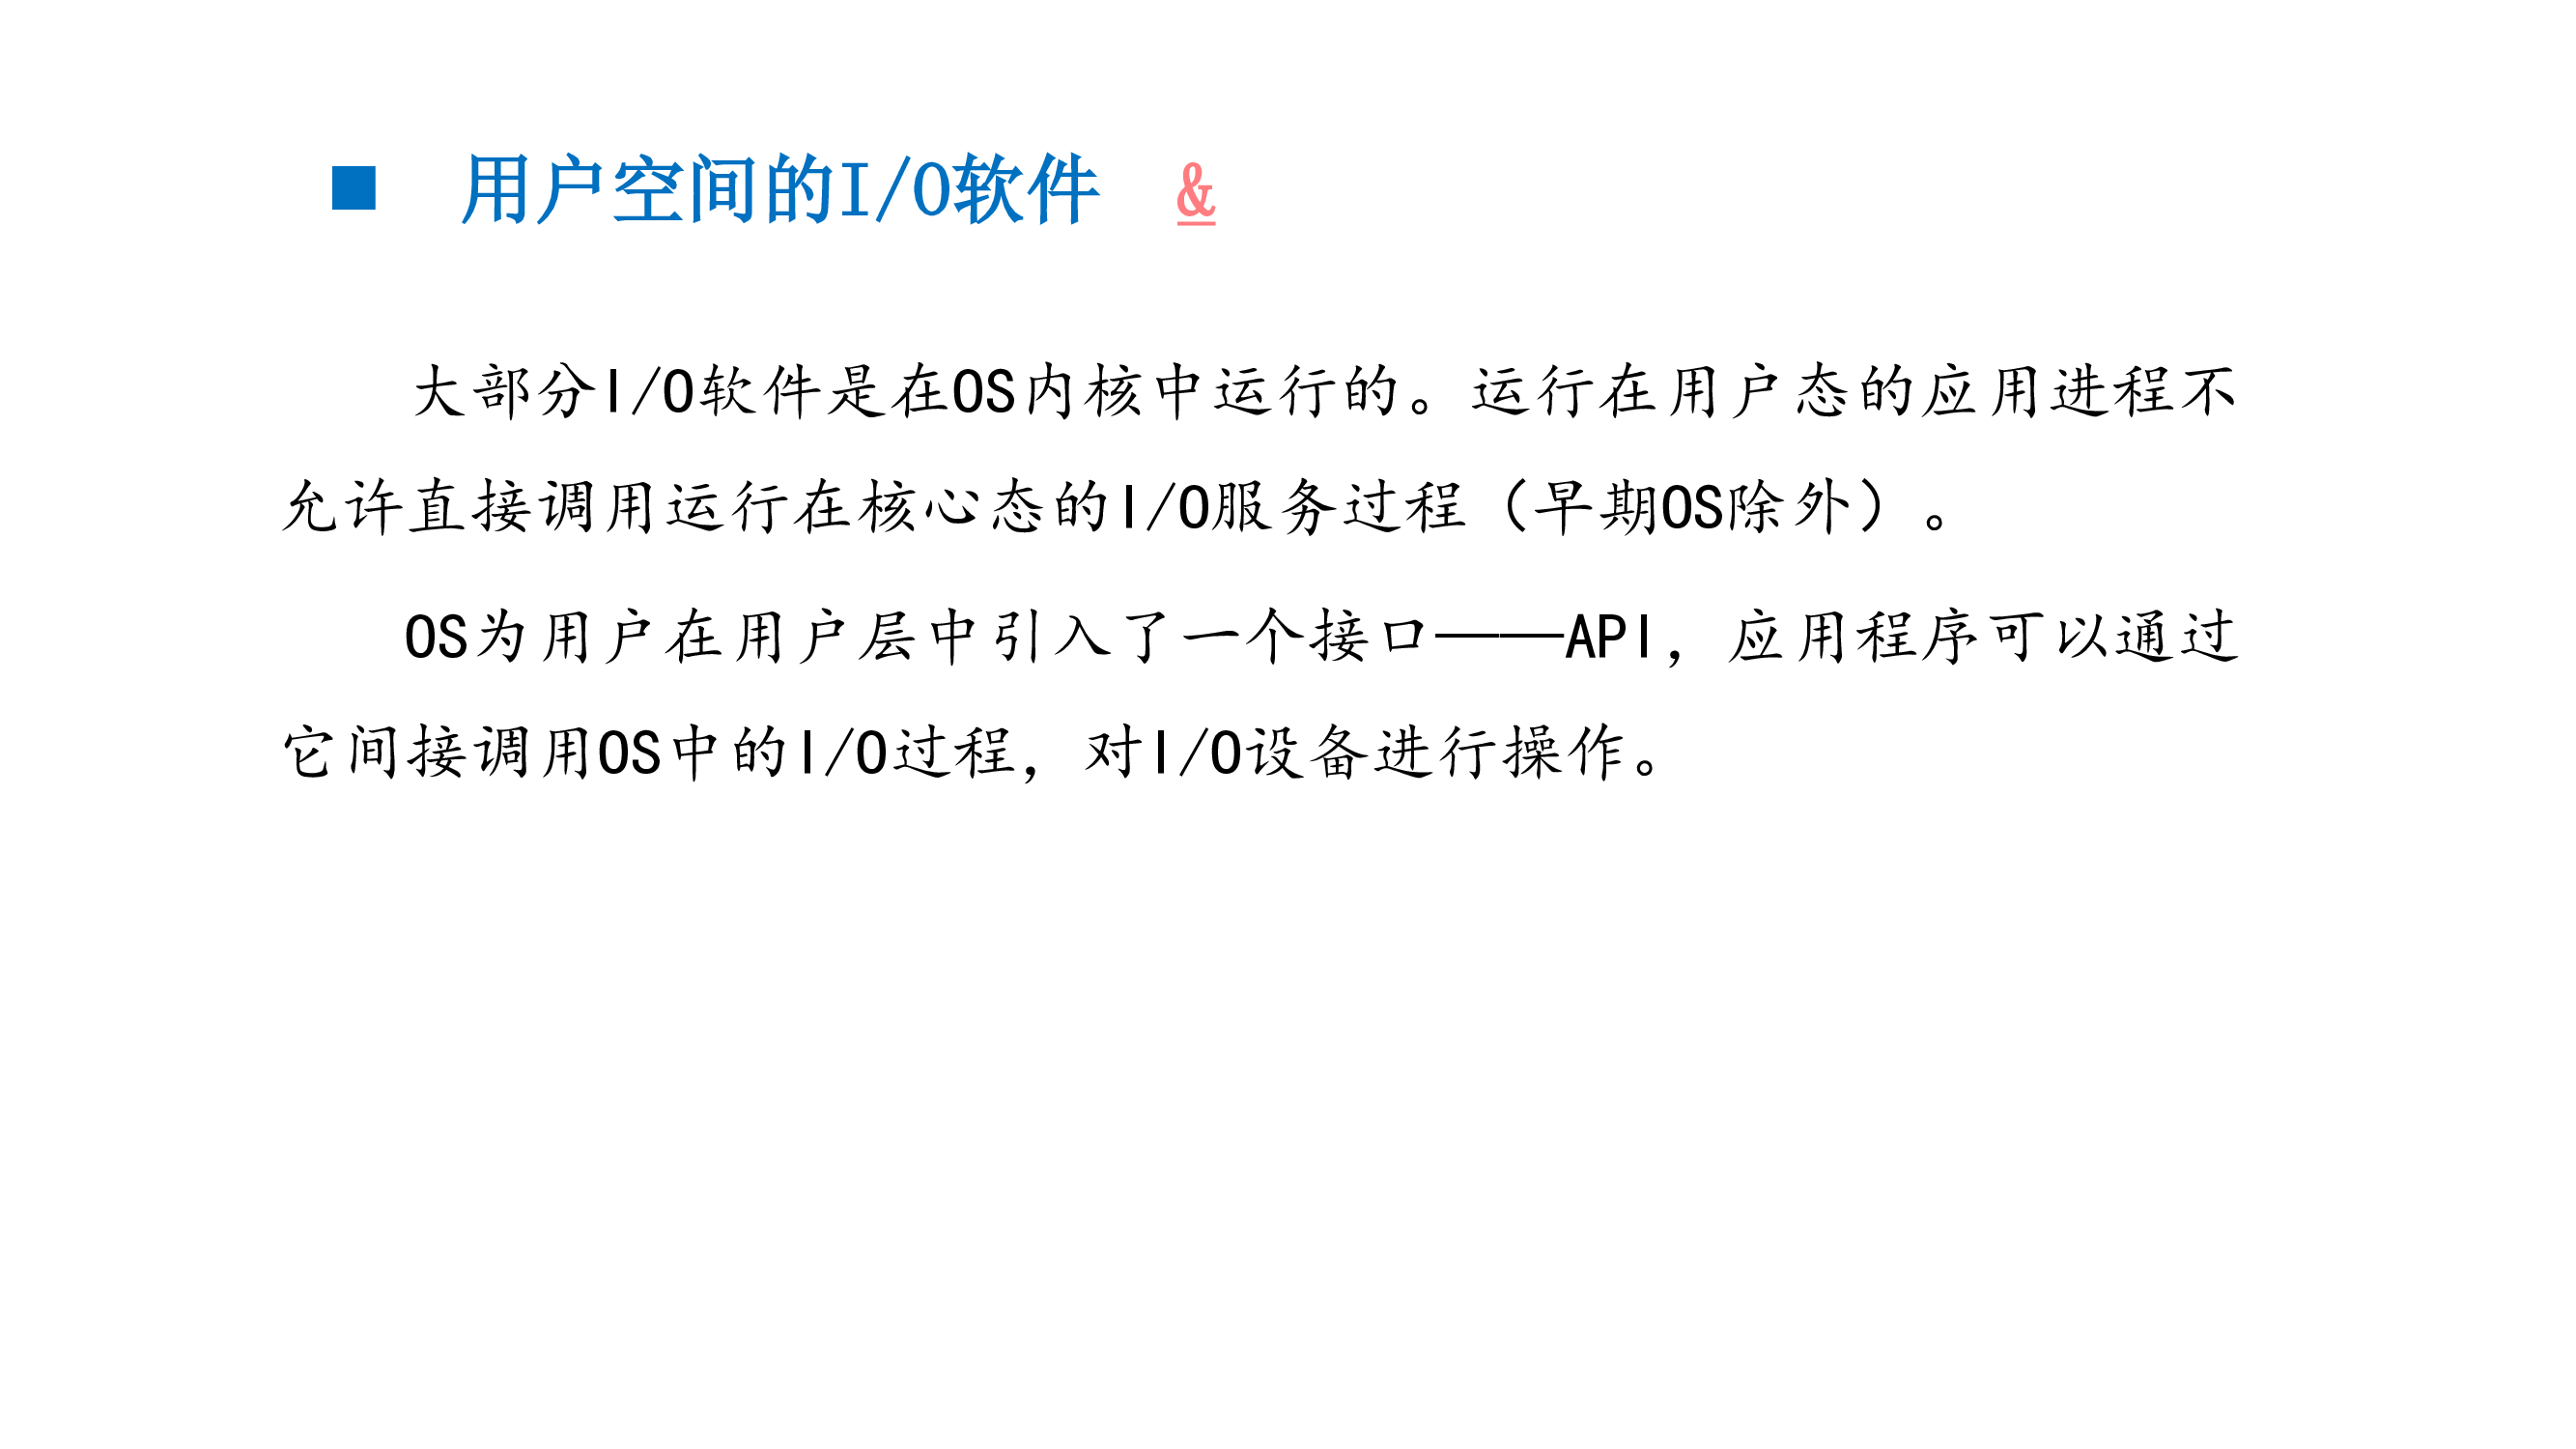 ■ 用户空间的I/O软件 &
大部分I/O软件是在OS内核中运行的。运行在用户态的应用进程不
允许直接调用运行在核心态的I/O服务过程（早期OS除外）。
OS为用户在用户层中引入了一个接口——API，应用程序可以通过
它间接调用OS中的I/O过程，对I/O设备进行操作。